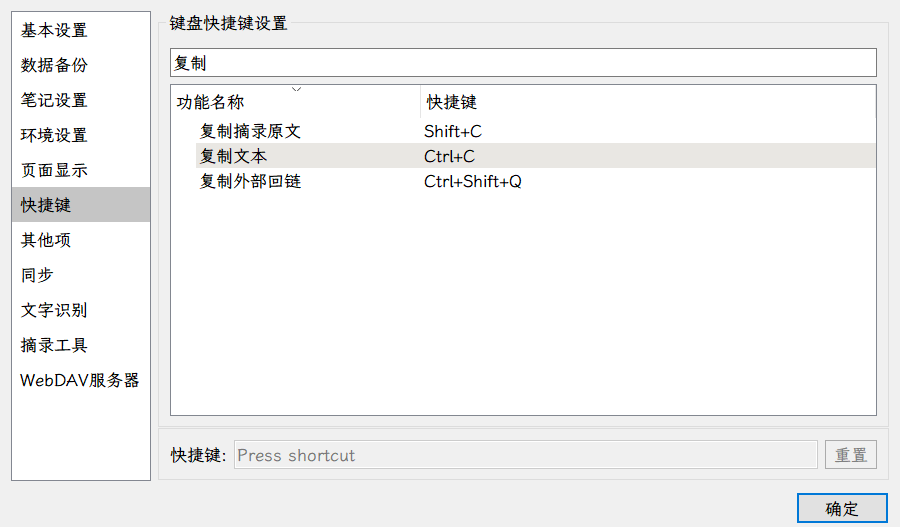 基本设置
数据备份
笔记设置
环境设置
页面显示
快捷键
其他项
同步
文字识别
摘录工具
WebDAV服务器
键盘快捷键设置
复制
功能名称 快捷键
复制摘录原文 Shift+C
复制文本 Ctrl+C
复制外部回链 Ctrl+Shift+Q
快捷键: Press shortcut 重置
确定